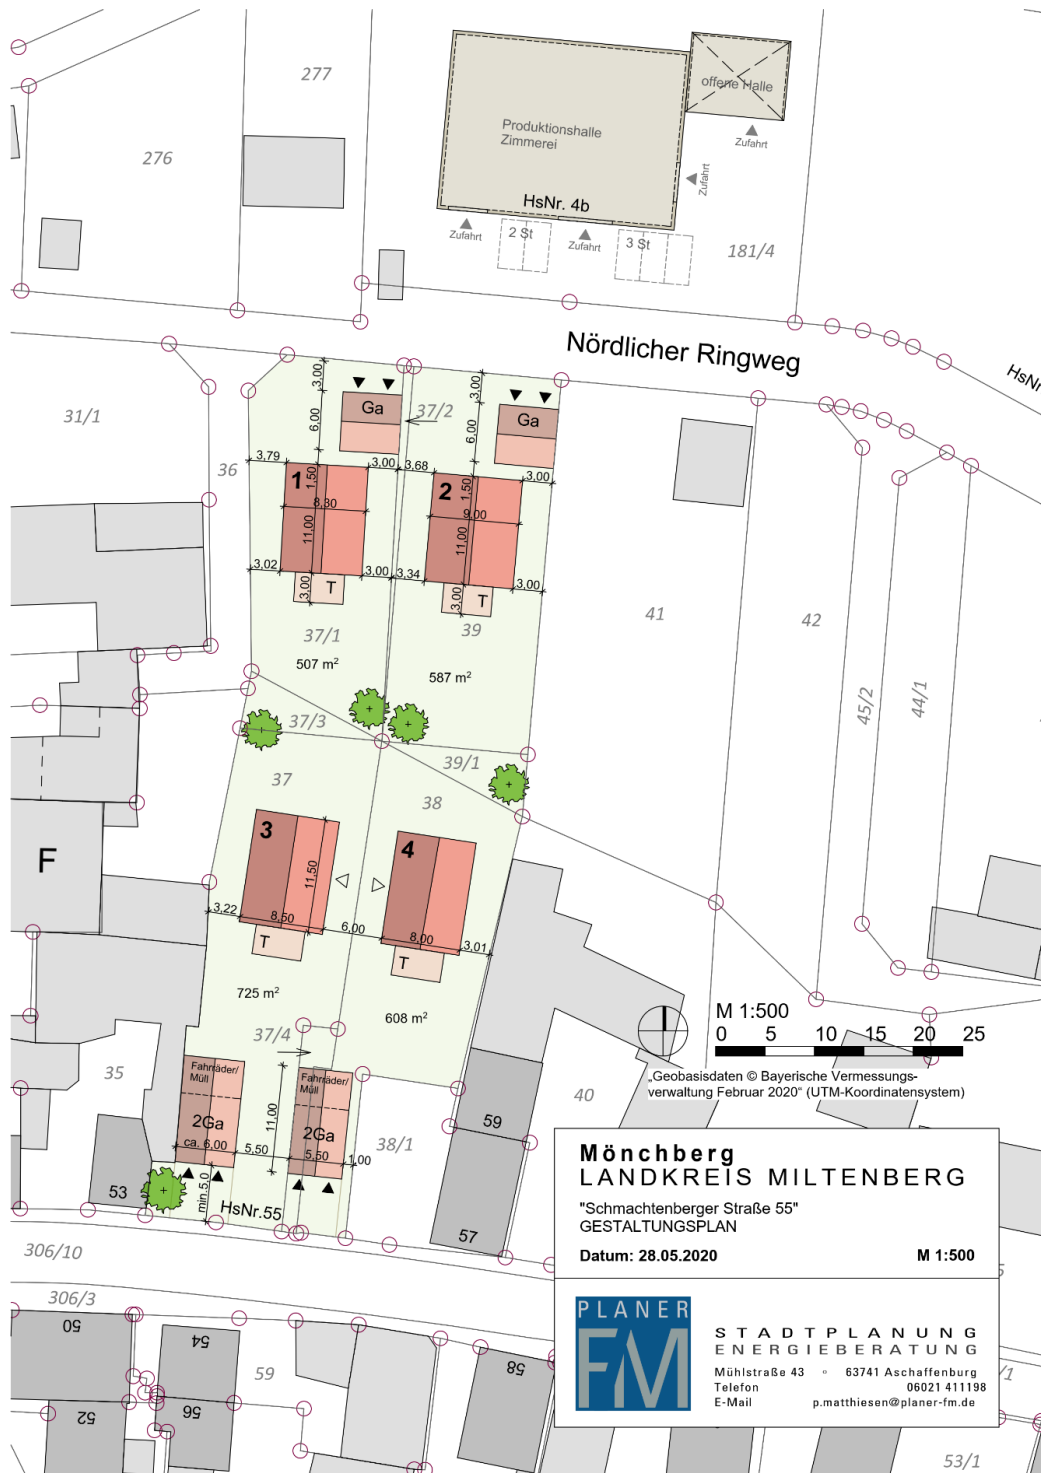 277
276
offene Halle
Produktionshalle
Zimmerei
Zufahrt
Zufahrt
HsNr. 4b
Zufahrt
2 St
Zufahrt
3 St
181/4
Nördlicher Ringweg
HsNr
31/1
36
3,00
6,00
Ga
37/2
3,00
6,00
Ga
3,79
3,00
3,68
3,00
1
1,50
8,30
11,00
2
1,50
9,00
11,00
3,02
3,00
3,34
3,00
3,00
T
3,00
T
37/1
507 m²
39
587 m²
41
42
45/2
44/1
37/3
39/1
37
38
3
11,50
8,50
4
8,00
F
3,22
6,00
3,01
T
T
725 m²
608 m²
37/4
M 1:500
0 5 10 15 20 25
"Geobasisdaten © Bayerische Vermessungs-
verwaltung Februar 2020" (UTM-Koordinatensystem)
35
Fahrräder/
Müll
Fahrräder/
Müll
11,00
2Ga
2Ga
ca. 6,00
5,50
5,50
1,00
38/1
40
59
57
53
min.5,0
HsNr.55
306/10
306/3
50
54
52
56
59
58
Mönchberg
LANDKREIS MILTENBERG
"Schmachtenberger Straße 55"
GESTALTUNGSPLAN
Datum: 28.05.2020 M 1:500
PLANER
FM
STADTPLANUNG
ENERGIEBERATUNG
Mühlstraße 43 ° 63741 Aschaffenburg
Telefon 06021 411198
E-Mail p.matthiesen@planer-fm.de
53/1